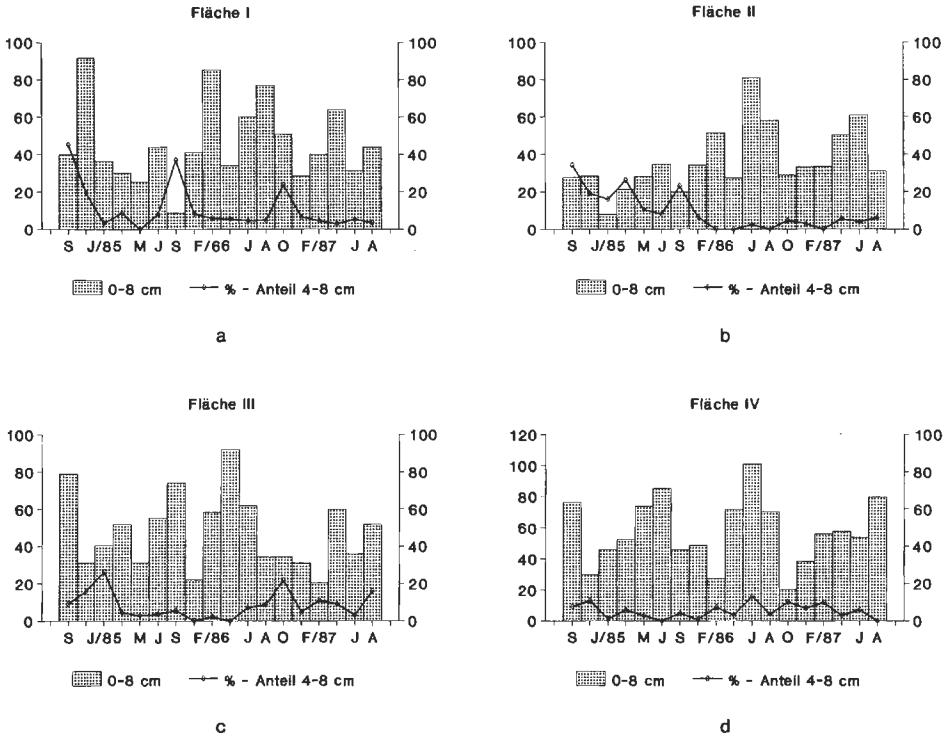 Fläche I
100 100
80 80
60 60
40 40
20 20
0 0
S J/85 M J S F/66 J A O F/87 J A
0-8 cm % - Anteil 4-8 cm
a
Fläche II
100 100
80 80
60 60
40 40
20 20
0 0
S J/85 M J S F/86 J A O F/87 J A
0-8 cm % - Anteil 4-8 cm
b
Fläche III
100 100
80 80
60 60
40 40
20 20
0 0
S J/85 M J S F/66 J A O F/87 J A
0-8 cm % - Anteil 4-8 cm
c
Fläche IV
120 100
100 80
80 60
60 40
40 20
20 0
0
S J/85 M J S F/86 J A O F/87 J A
0-8 cm % - Anteil 4-8 cm
d